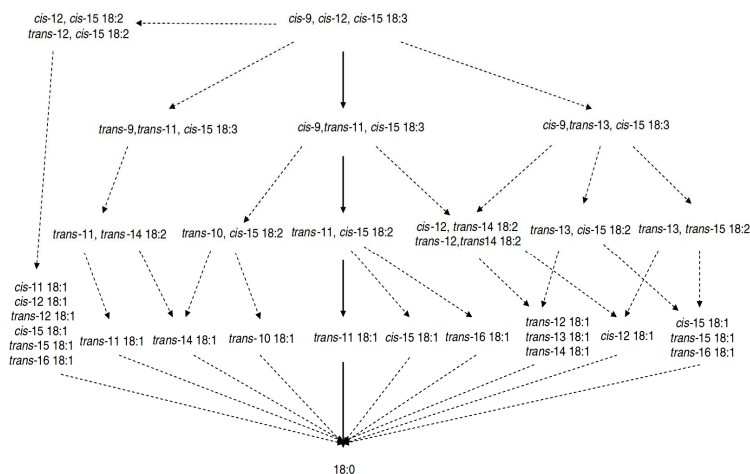 cis-12, cis-15 18:2
trans-12, cis-15 18:2
cis-9, cis-12, cis-15 18:3
trans-9,trans-11, cis-15 18:3
cis-9,trans-11, cis-15 18:3
cis-9,trans-13, cis-15 18:3
trans-11, trans-14 18:2
trans-10, cis-15 18:2
trans-11, cis-15 18:2
cis-12, trans-14 18:2
trans-12,trans14 18:2
trans-13, cis-15 18:2
trans-13, trans-15 18:2
cis-11 18:1
cis-12 18:1
trans-12 18:1
cis-15 18:1
trans-15 18:1
trans-16 18:1
trans-11 18:1
trans-14 18:1
trans-10 18:1
trans-11 18:1
cis-15 18:1
trans-16 18:1
trans-12 18:1
trans-13 18:1
trans-14 18:1
cis-12 18:1
cis-15 18:1
trans-15 18:1
trans-16 18:1
18:0